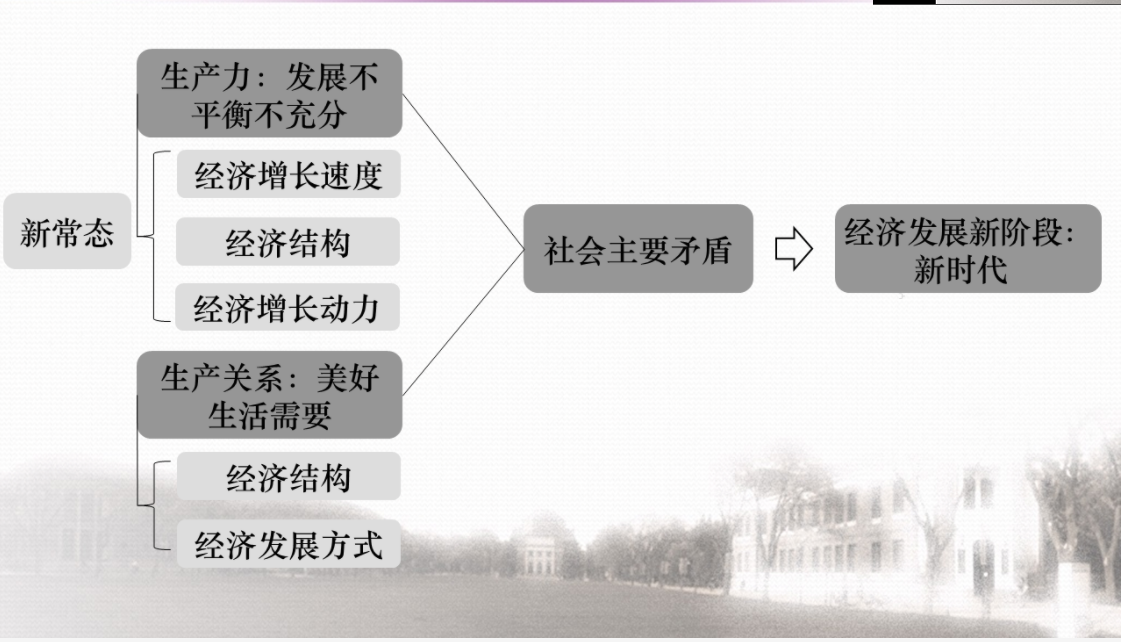 生产力：发展不
平衡不充分
经济增长速度
新常态
经济结构
经济增长动力
生产关系：美好
生活需要
经济结构
经济发展方式
社会主要矛盾
经济发展新阶段：
新时代